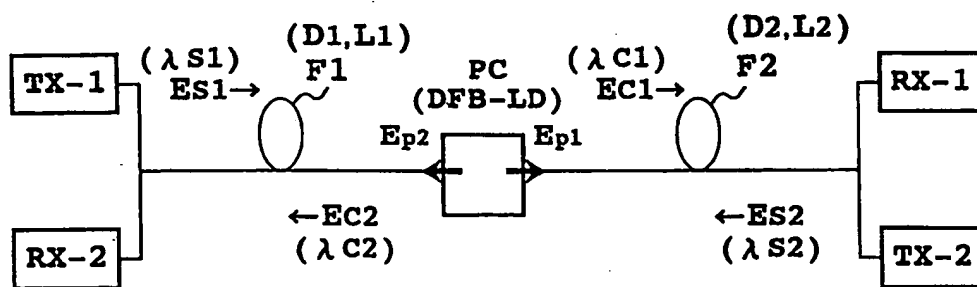 (D1,L1)
(D2,L2)
(λS1)
F1
PC
(λC1)
F2
TX-1
ES1→
(DFB-LD)
EC1→
RX-1
Ep2
Ep1
←EC2
←ES2
RX-2
(λC2)
(λS2)
TX-2